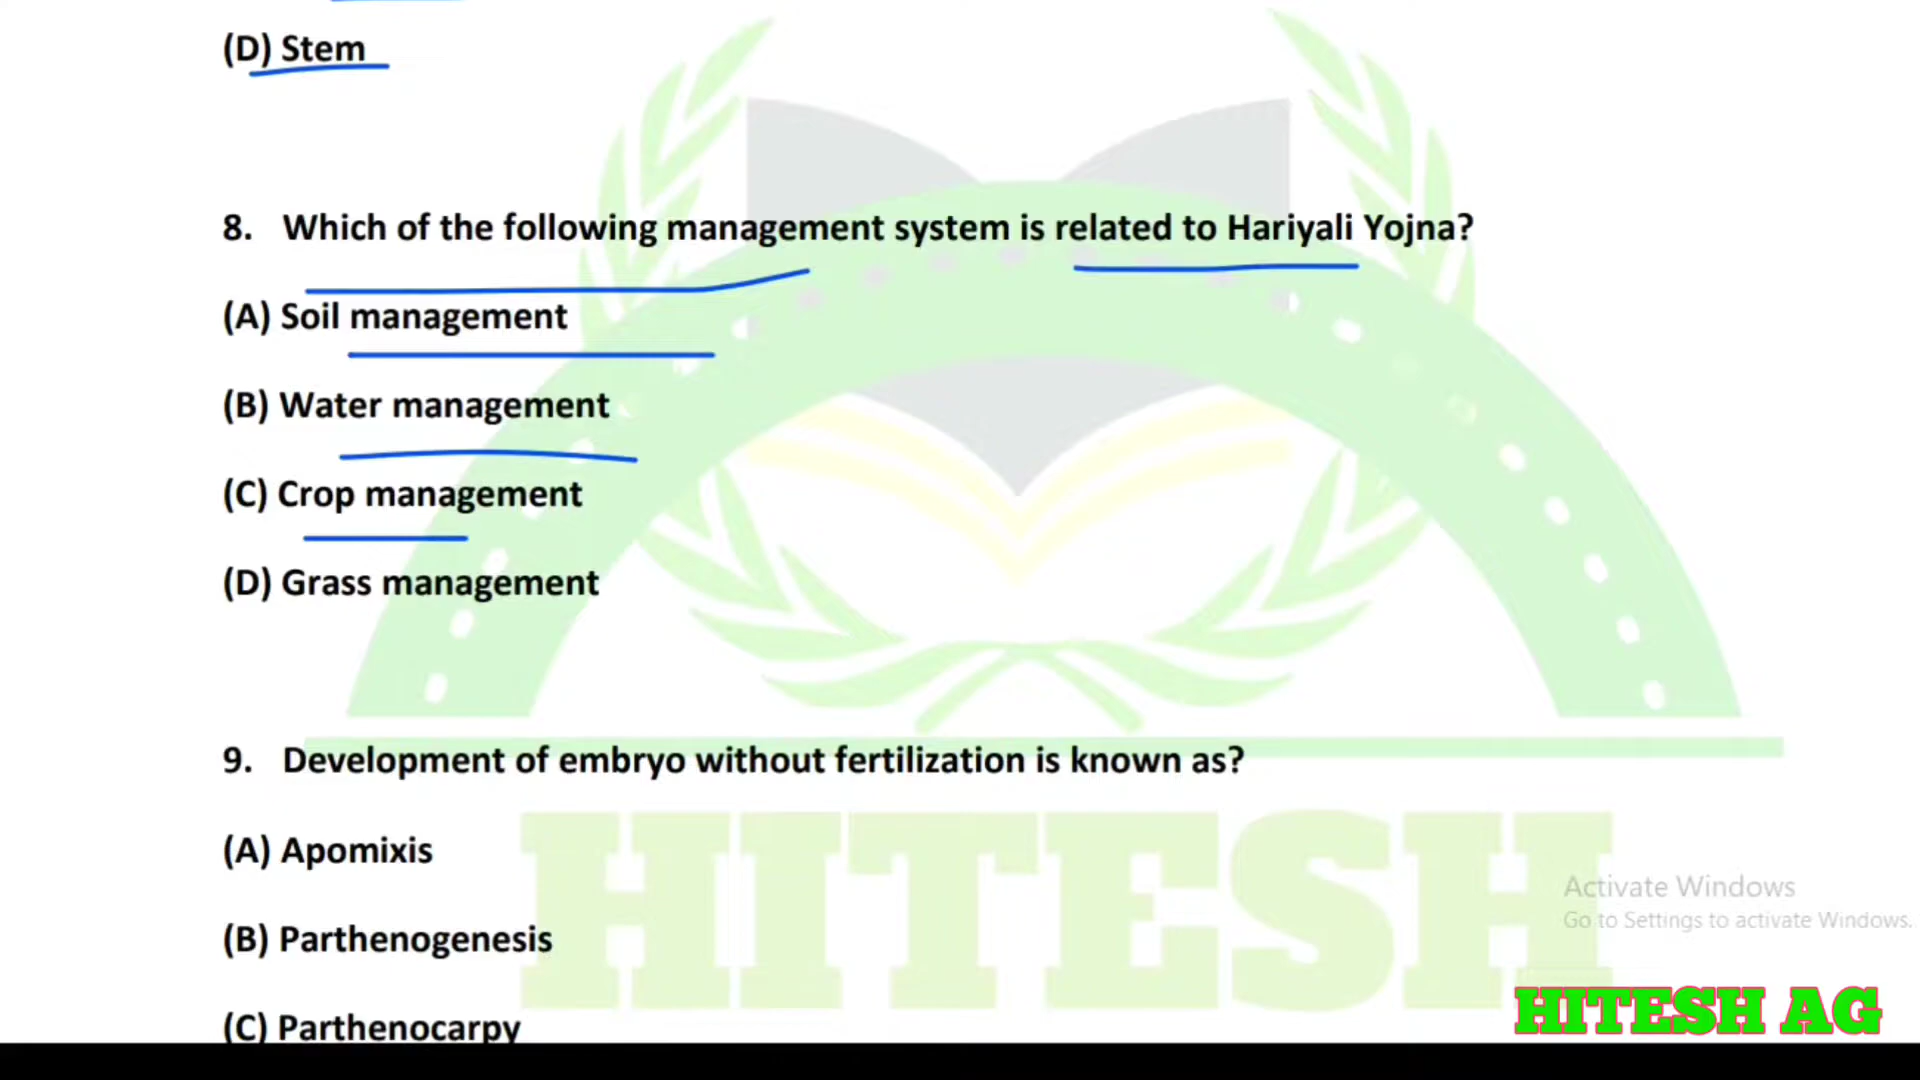 (D) Stem
8. Which of the following management system is related to Hariyali Yojna?
(A) Soil management
(B) Water management
(C) Crop management
(D) Grass management
9. Development of embryo without fertilization is known as?
(A) Apomixis
(B) Parthenogenesis
(C) Parthenocarpy
HITESH
Activate Windows
Go to Settings to activate Windows.
HITESH AG